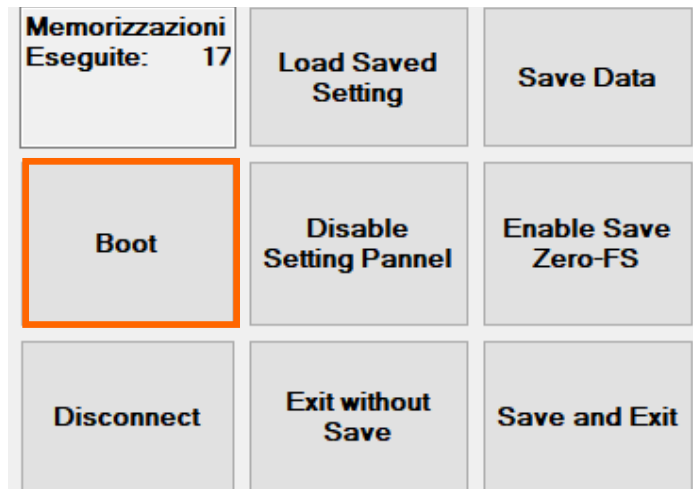 Memorizzazioni
Eseguite: 17
Load Saved
Setting
Save Data
Boot
Disable
Setting Pannel
Enable Save
Zero-FS
Disconnect
Exit without
Save
Save and Exit